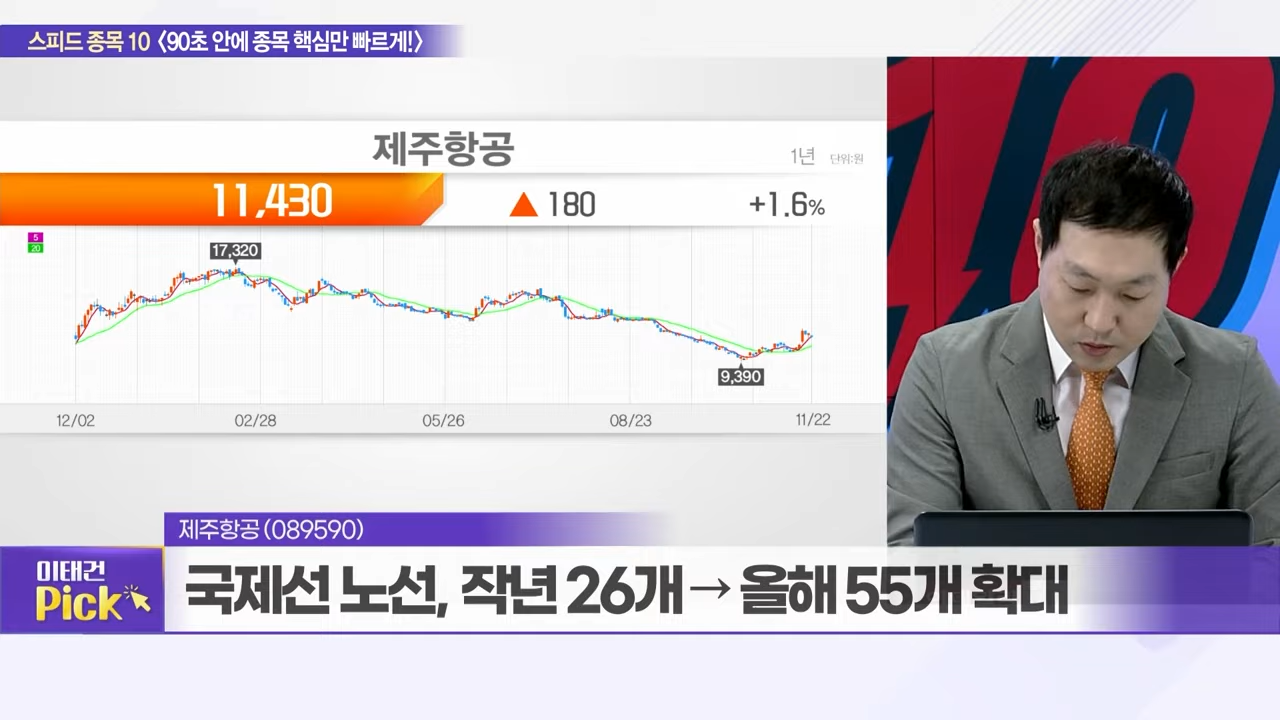 스피드 종목 10 〈90초 안에 종목 핵심만 빠르게!〉
제주항공
1년 단위:원
11,430 ▲ 180 +1.6%
5
20
17,320
9,390
12/02 02/28 05/26 08/23 11/22
10
제주항공(089590)
이태건
Pick
국제선 노선, 작년 26개→ 올해 55개 확대